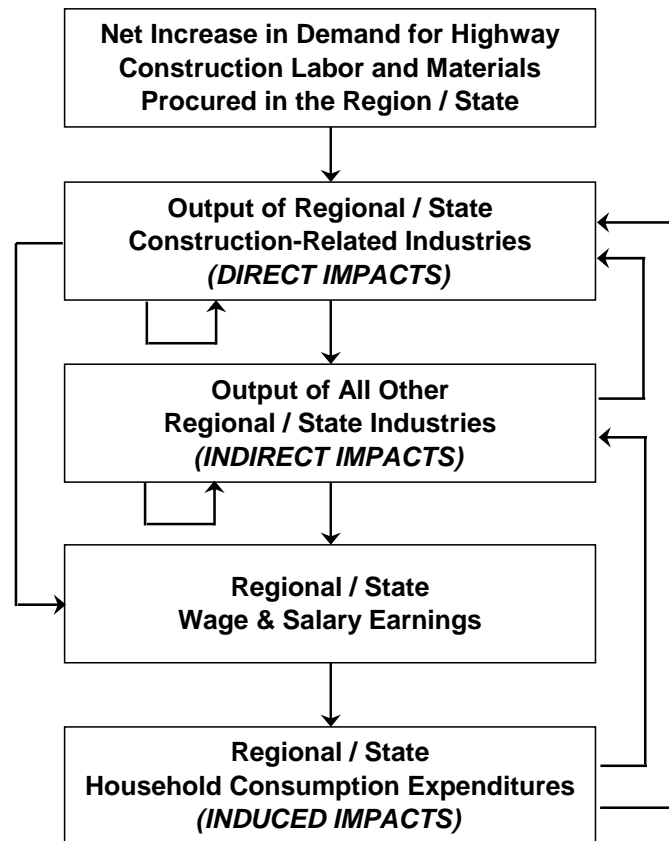 Net Increase in Demand for Highway
Construction Labor and Materials
Procured in the Region / State
Output of Regional / State
Construction-Related Industries
(DIRECT IMPACTS)
Output of All Other
Regional / State Industries
(INDIRECT IMPACTS)
Regional / State
Wage & Salary Earnings
Regional / State
Household Consumption Expenditures
(INDUCED IMPACTS)